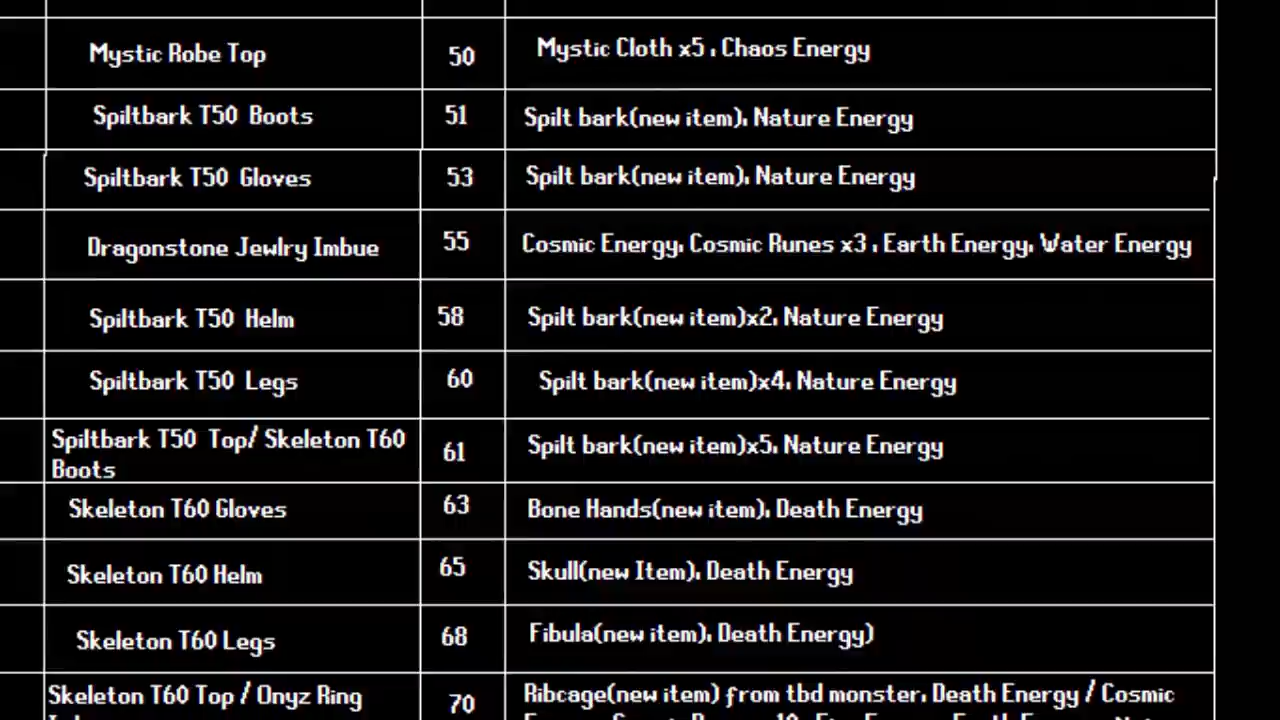 Mystic Robe Top 50 Mystic Cloth x5 , Chaos Energy
Spiltbark T50 Boots 51 Spilt bark(new item), Nature Energy
Spiltbark T50 Gloves 53 Spilt bark(new item), Nature Energy
Dragonstone Jewlry Imbue 55 Cosmic Energy, Cosmic Runes x3 , Earth Energy, Water Energy
Spiltbark T50 Helm 58 Spilt bark(new item)x2, Nature Energy
Spiltbark T50 Legs 60 Spilt bark(new item)x4, Nature Energy
Spiltbark T50 Top/ Skeleton T60
Boots
61 Spilt bark(new item)x5, Nature Energy
Skeleton T60 Gloves 63 Bone Hands(new item), Death Energy
Skeleton T60 Helm 65 Skull(new Item), Death Energy
Skeleton T60 Legs 68 Fibula(new item), Death Energy)
Skeleton T60 Top / Onyz Ring 70 Ribcage(new item) from tbd monster, Death Energy / Cosmic